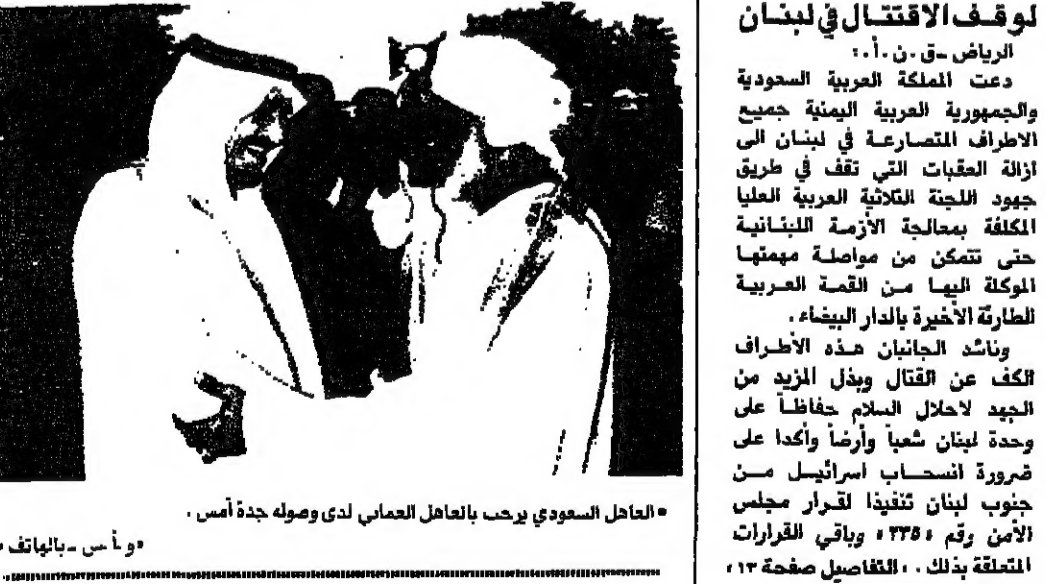 لوقف الاقتتال في لبنان
الرياض -ق .ن .أ.:
دعت المملكة العربية السعودية
والجمهورية العربية اليمنية جميع
الاطراف المتصارعة في لبنان الى
ازالة العقبات التي تقف في طريق
جهود اللجنة الثلاثية العربية العليا
المكلفة بمعالجة الأزمة اللبنانية
حتى تتمكن من مواصلة مهمتها
الموكلة اليها من القمة العربية
الطارئة الأخيرة بالدار البيضاء .
وناشد الجانبان هذه الأطراف
الكف عن القتال وبذل المزيد من
الجهد لاحلال السلام حفاظاً على
وحدة لبنان شعباً وأرضاً وأكدا على
ضرورة انسحاب اسرائيل من
جنوب لبنان تنفيذا لقرار مجلس
الأمن رقم «٣٣٥» وباقي القرارات
المتعلقة بذلك . «التفاصيل صفحة ١٣»
▪ العاهل السعودي يرحب بالعاهل العماني لدى وصوله جدة أمس .
«و أ س - بالهاتف»